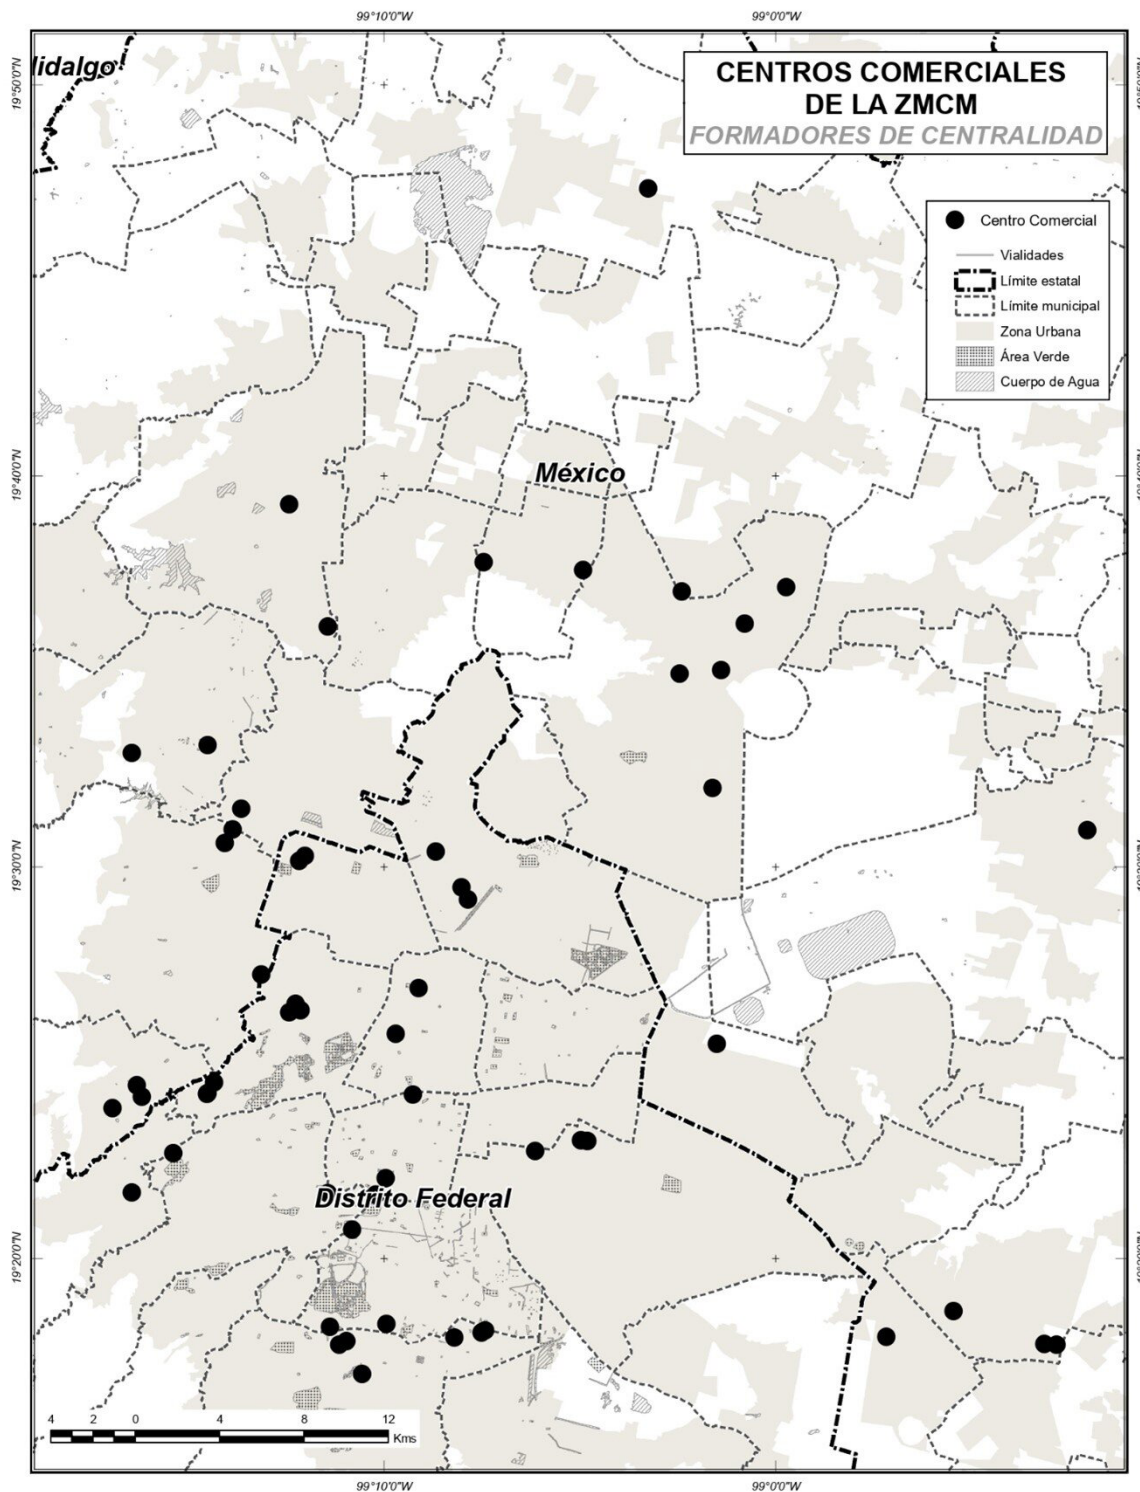 99°10'0"W
99°0'0"W
19°50'0"N
lidalgo
CENTROS COMERCIALES
DE LA ZMCM
FORMADORES DE CENTRALIDAD
Centro Comercial
Vialidades
Límite estatal
Límite municipal
Zona Urbana
Área Verde
Cuerpo de Agua
19°40'0"N
México
19°30'0"N
Distrito Federal
19°20'0"N
4 2 0 4 8 12
Kms
99°10'0"W
99°0'0"W